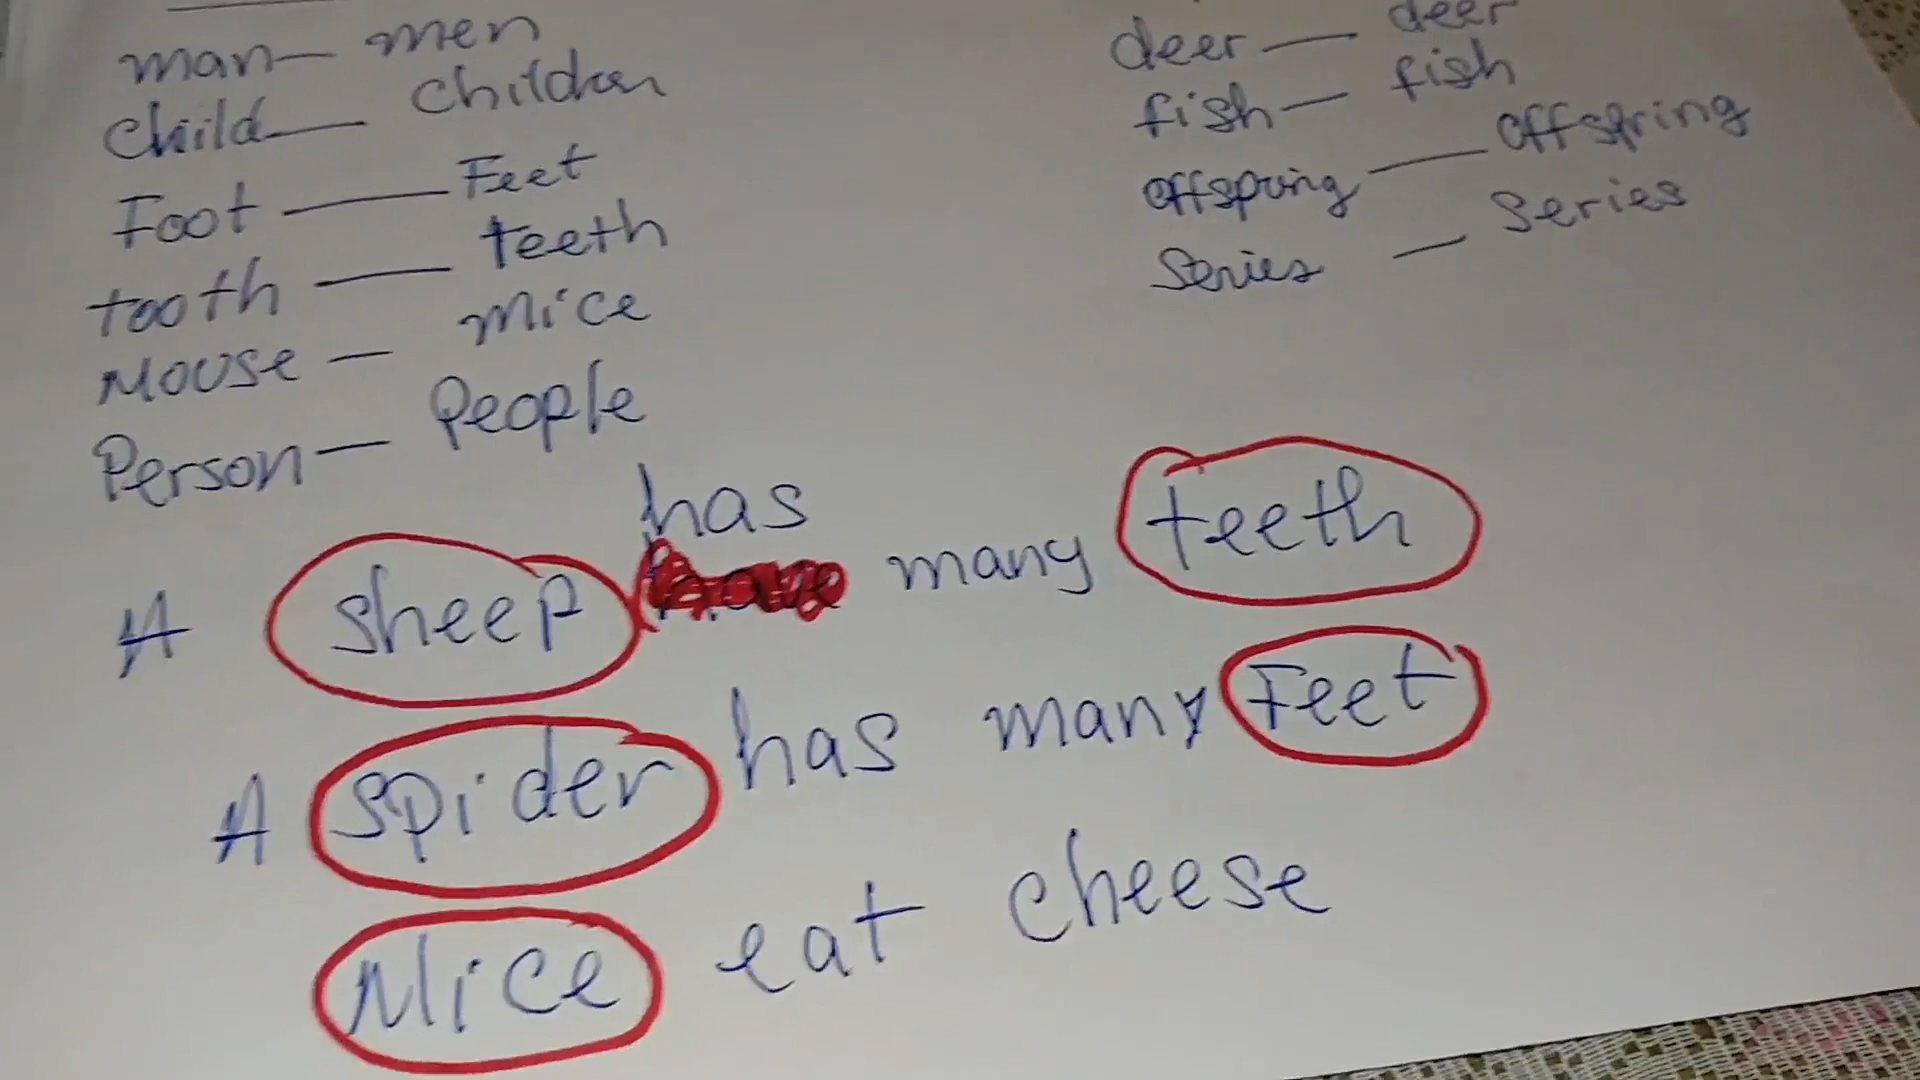 man — men
Child — Children
Foot — Feet
tooth — teeth
Mouse — mice
Person — People
deer — deer
fish — fish
offspring — offspring
Series — Series
A sheep has many teeth
A spider has many Feet
Mice eat cheese